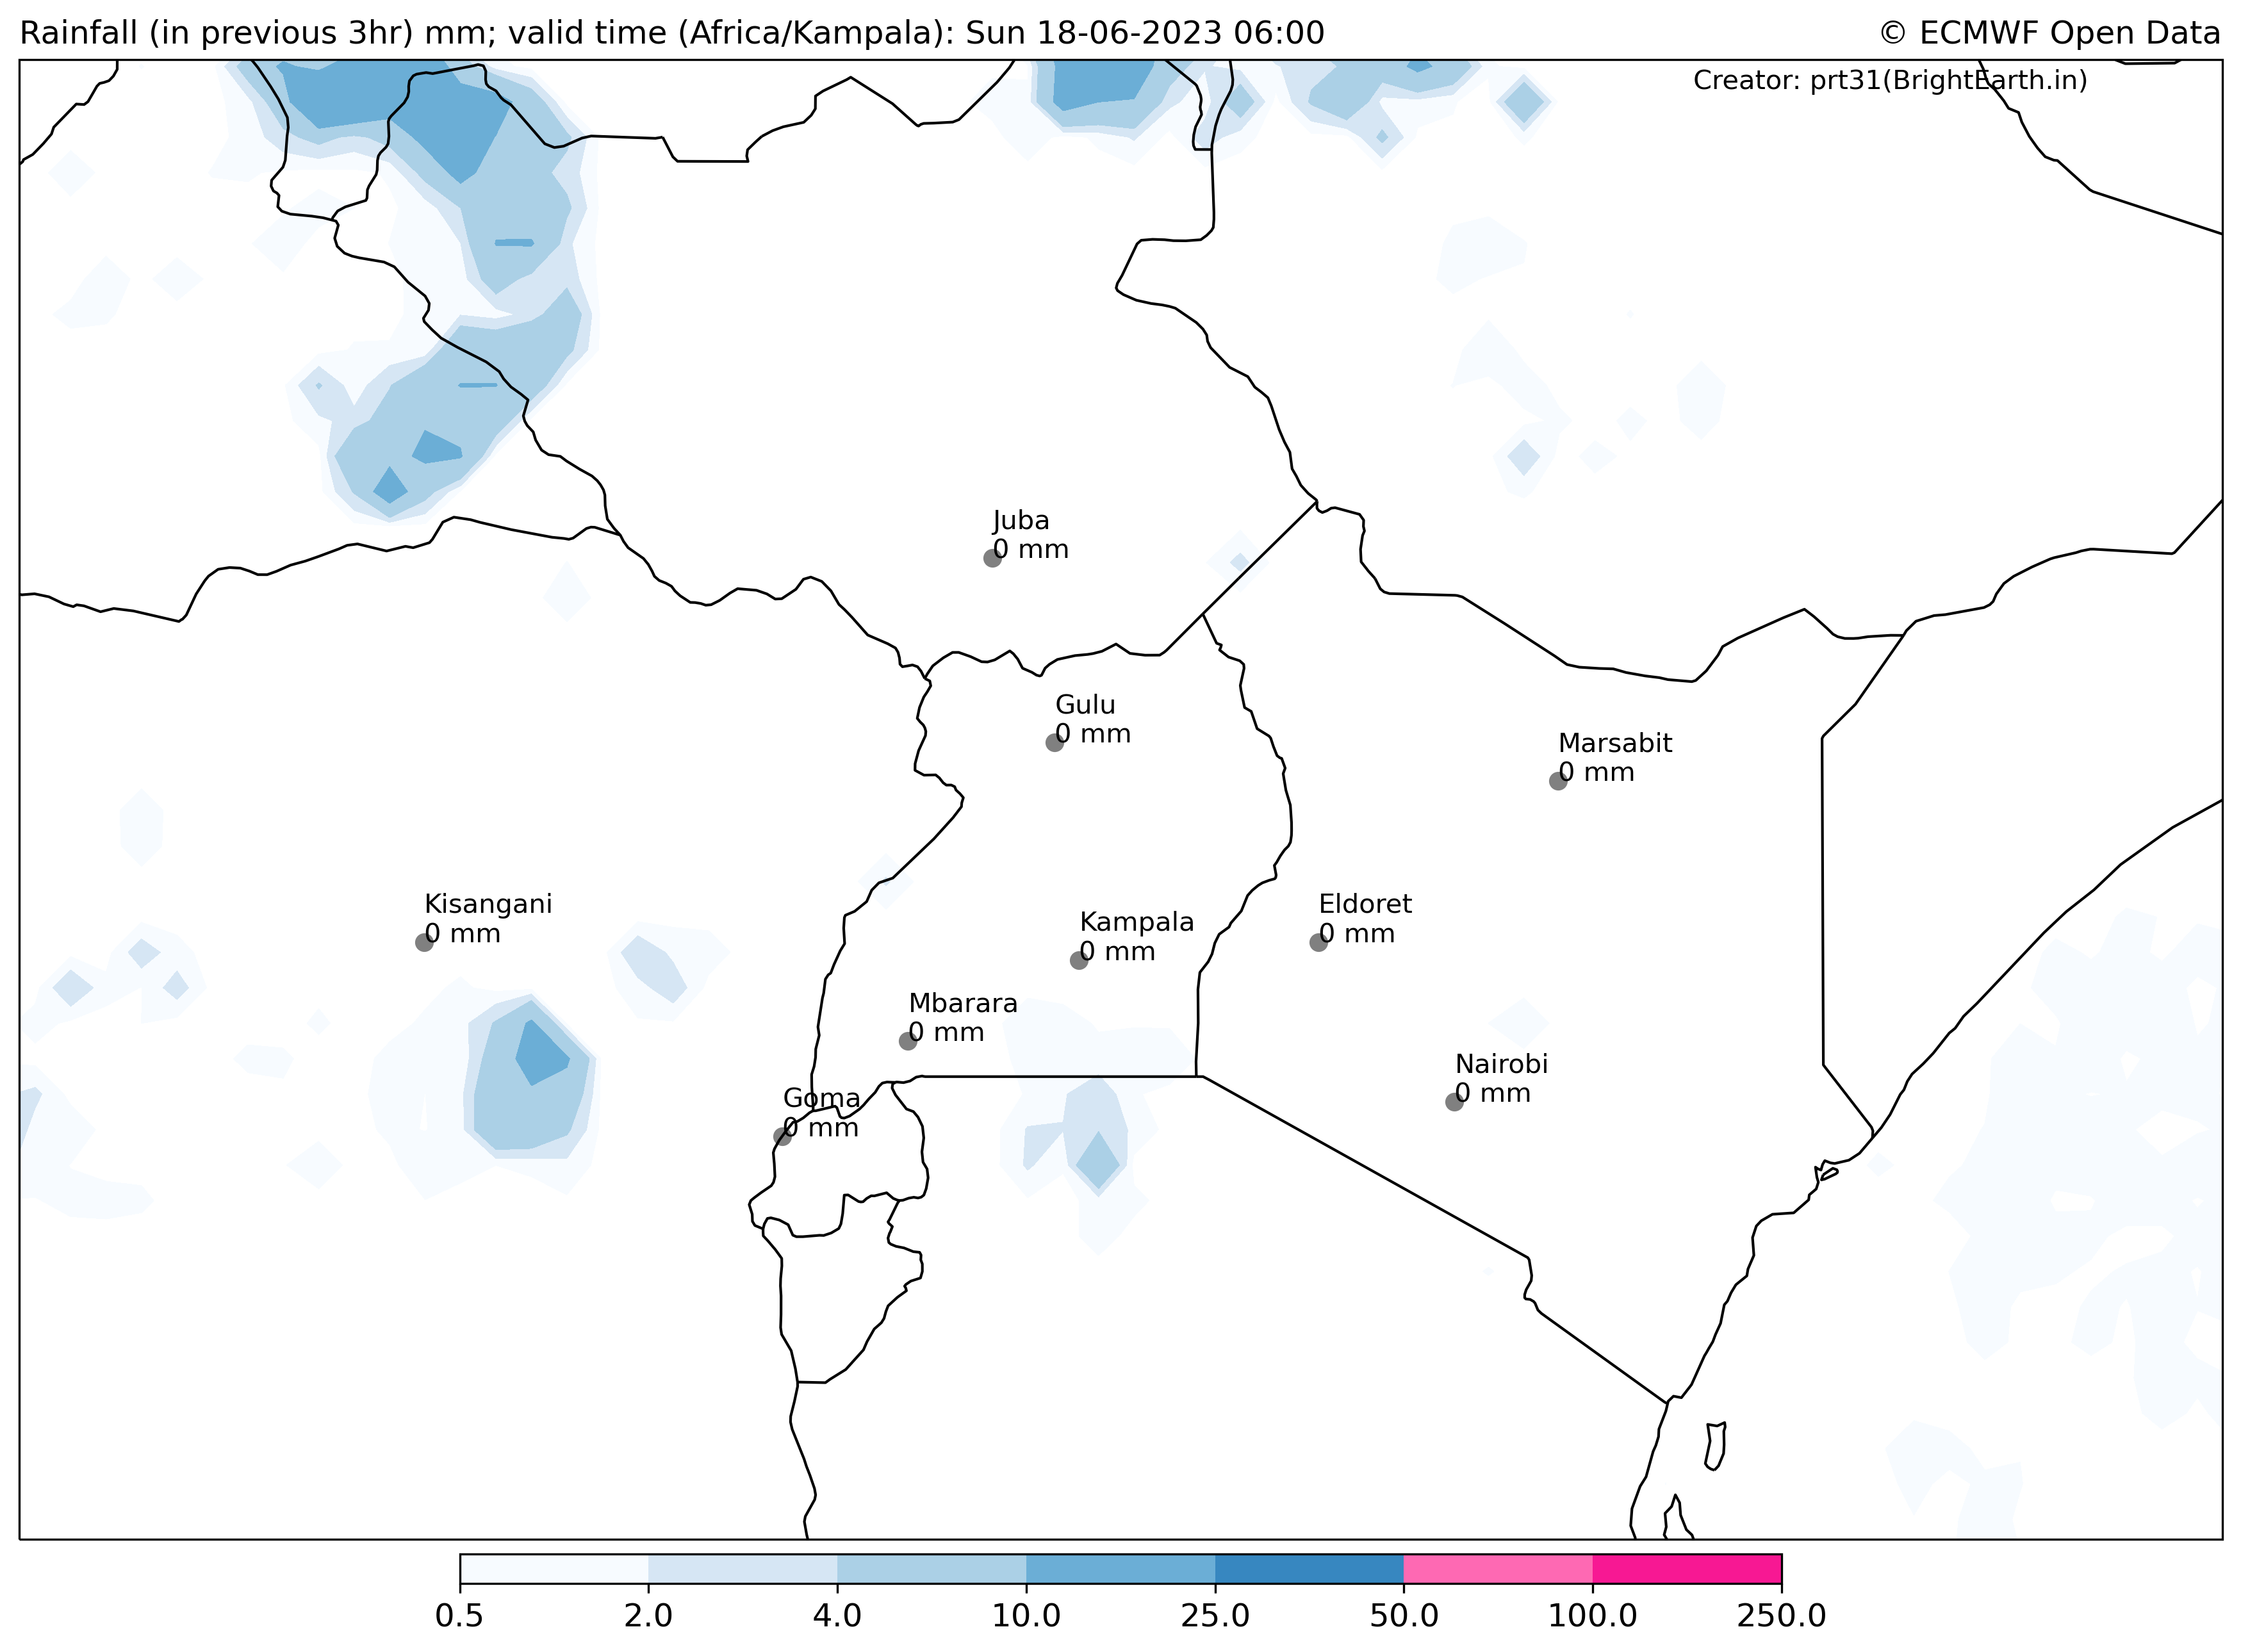 Rainfall (in previous 3hr) mm; valid time (Africa/Kampala): Sun 18-06-2023 06:00
© ECMWF Open Data
Creator: prt31(BrightEarth.in)
Juba
0 mm
Gulu
0 mm
Marsabit
0 mm
Kisangani
0 mm
Kampala
0 mm
Eldoret
0 mm
Mbarara
0 mm
Nairobi
0 mm
Goma
0 mm
0.5 2.0 4.0 10.0 25.0 50.0 100.0 250.0